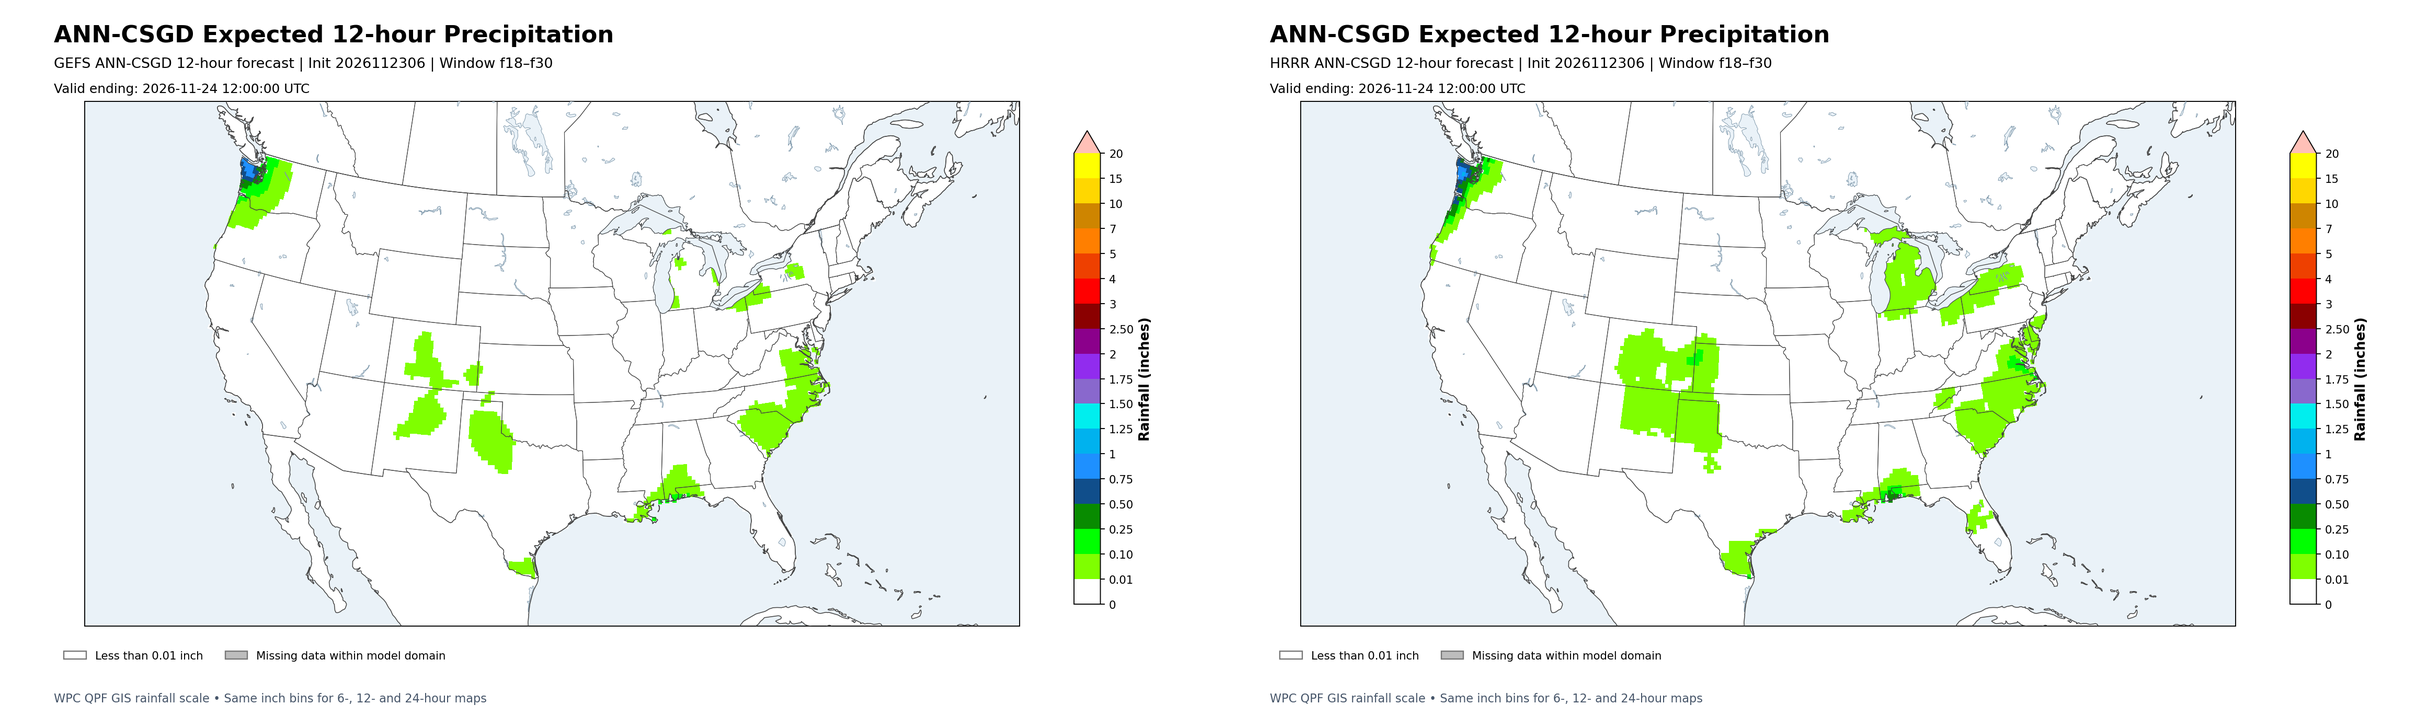 ANN-CSGD Expected 12-hour Precipitation
GEFS ANN-CSGD 12-hour forecast | Init 2026112306 | Window f18–f30
Valid ending: 2026-11-24 12:00:00 UTC
20
15
10
7
5
4
3
2.50
2
1.75
1.50
1.25
1
0.75
0.50
0.25
0.10
0.01
0
Rainfall (inches)
Less than 0.01 inch
Missing data within model domain
WPC QPF GIS rainfall scale • Same inch bins for 6-, 12- and 24-hour maps
ANN-CSGD Expected 12-hour Precipitation
HRRR ANN-CSGD 12-hour forecast | Init 2026112306 | Window f18–f30
Valid ending: 2026-11-24 12:00:00 UTC
20
15
10
7
5
4
3
2.50
2
1.75
1.50
1.25
1
0.75
0.50
0.25
0.10
0.01
0
Rainfall (inches)
Less than 0.01 inch
Missing data within model domain
WPC QPF GIS rainfall scale • Same inch bins for 6-, 12- and 24-hour maps